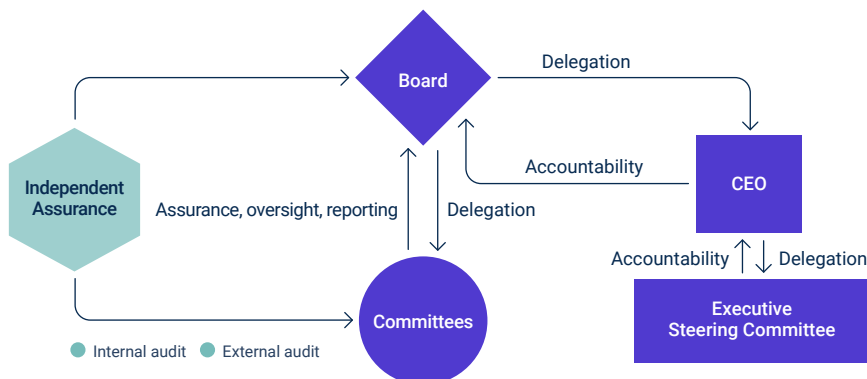 Delegation
Board
Accountability
CEO
Independent
Assurance
Assurance, oversight, reporting
Delegation
Accountability
Delegation
Committees
Executive
Steering Committee
Internal audit
External audit